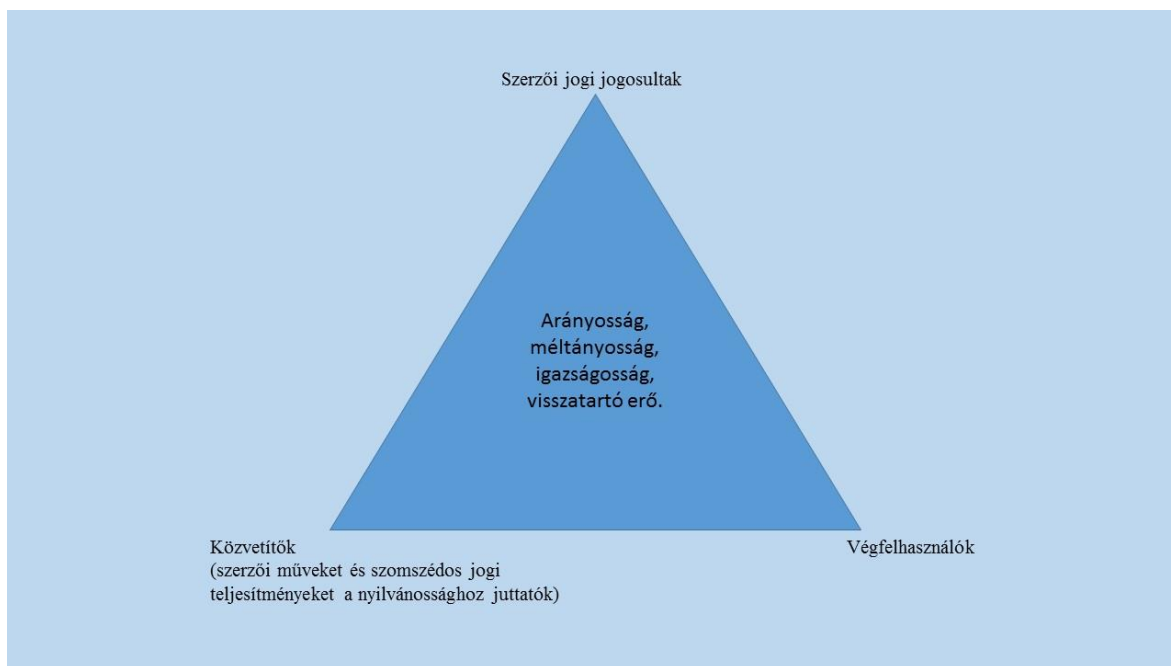 Szerzői jogi jogosultak
Arányosság,
méltányosság,
igazságosság,
visszatartó erő.
Közvetítők
(szerzői műveket és szomszédos jogi
teljesítményeket a nyilvánossághoz juttatók)
Végfelhasználók